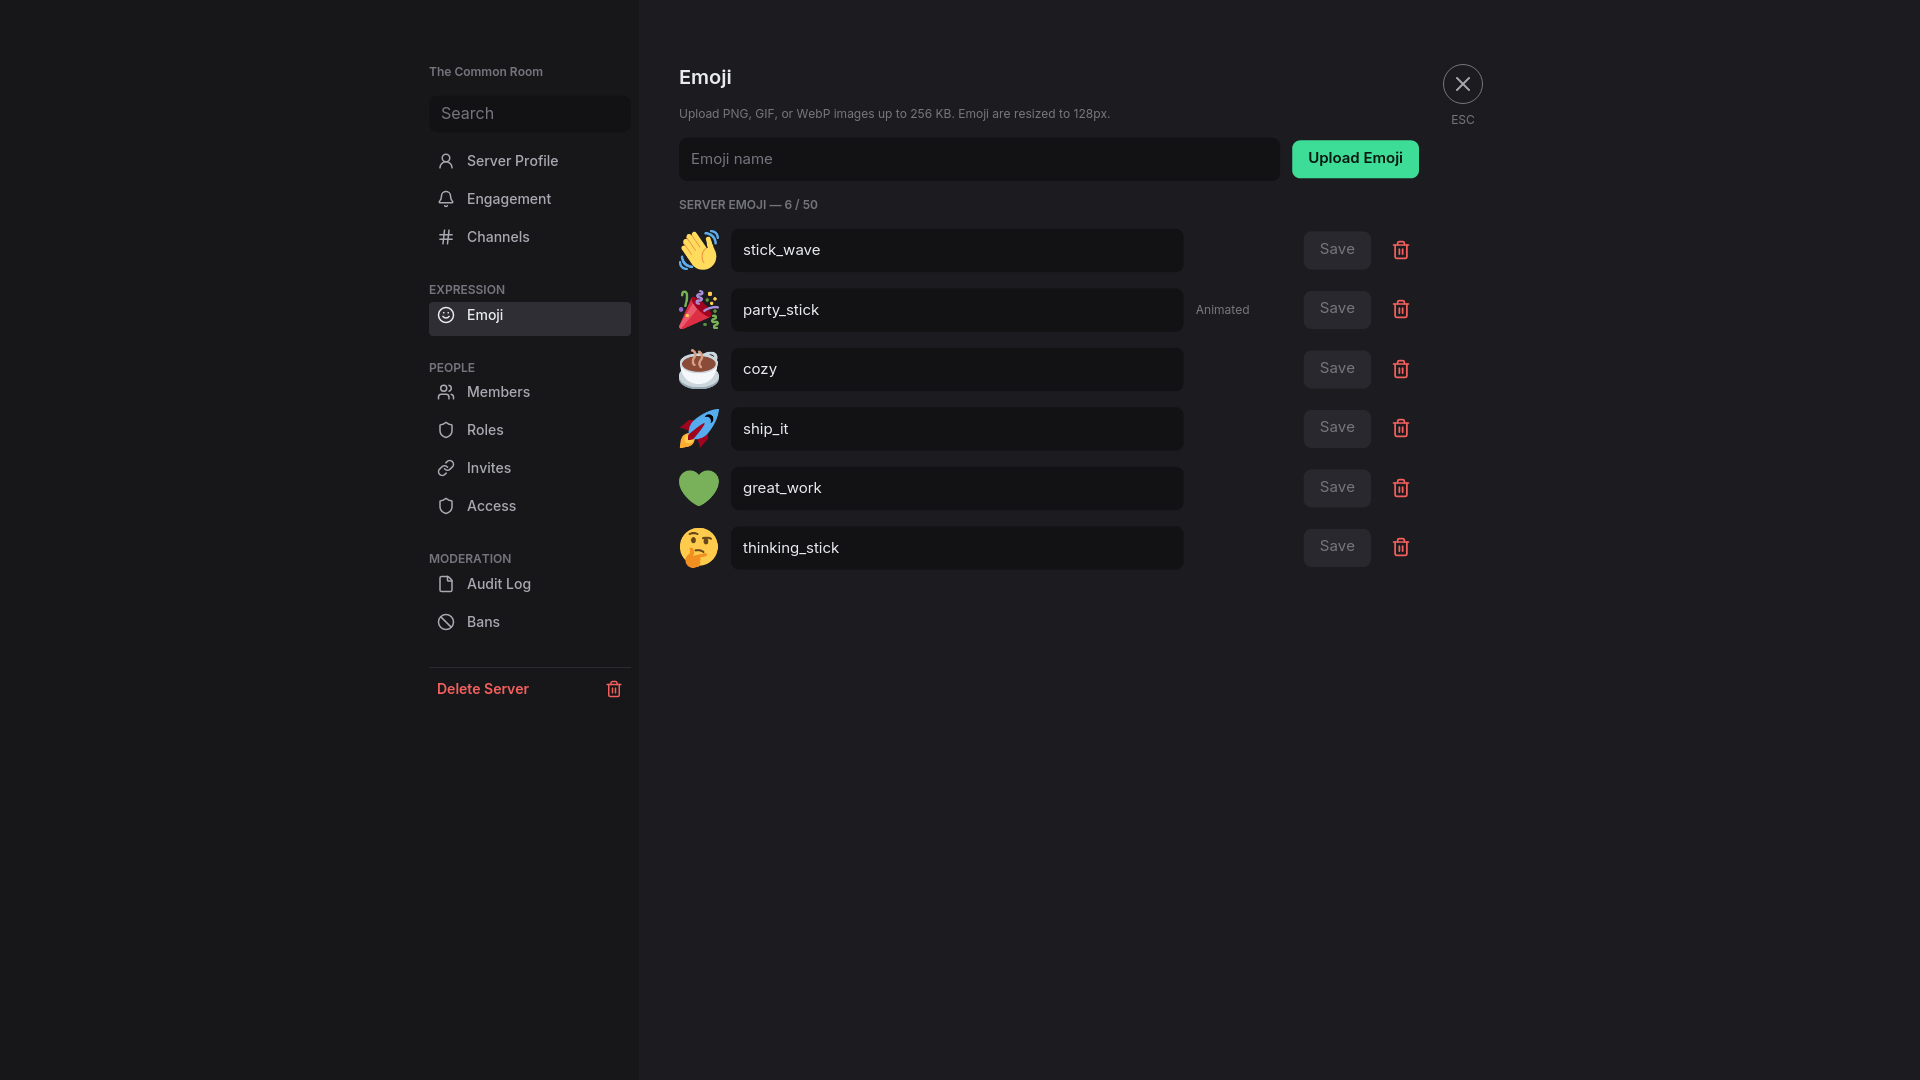 The Common Room
Search
Server Profile
Engagement
Channels
EXPRESSION
Emoji
PEOPLE
Members
Roles
Invites
Access
MODERATION
Audit Log
Bans
Delete Server
Emoji
Upload PNG, GIF, or WebP images up to 256 KB. Emoji are resized to 128px.
Emoji name
Upload Emoji
SERVER EMOJI — 6 / 50
stick_wave
Save
party_stick
Animated
Save
cozy
Save
ship_it
Save
great_work
Save
thinking_stick
Save
ESC